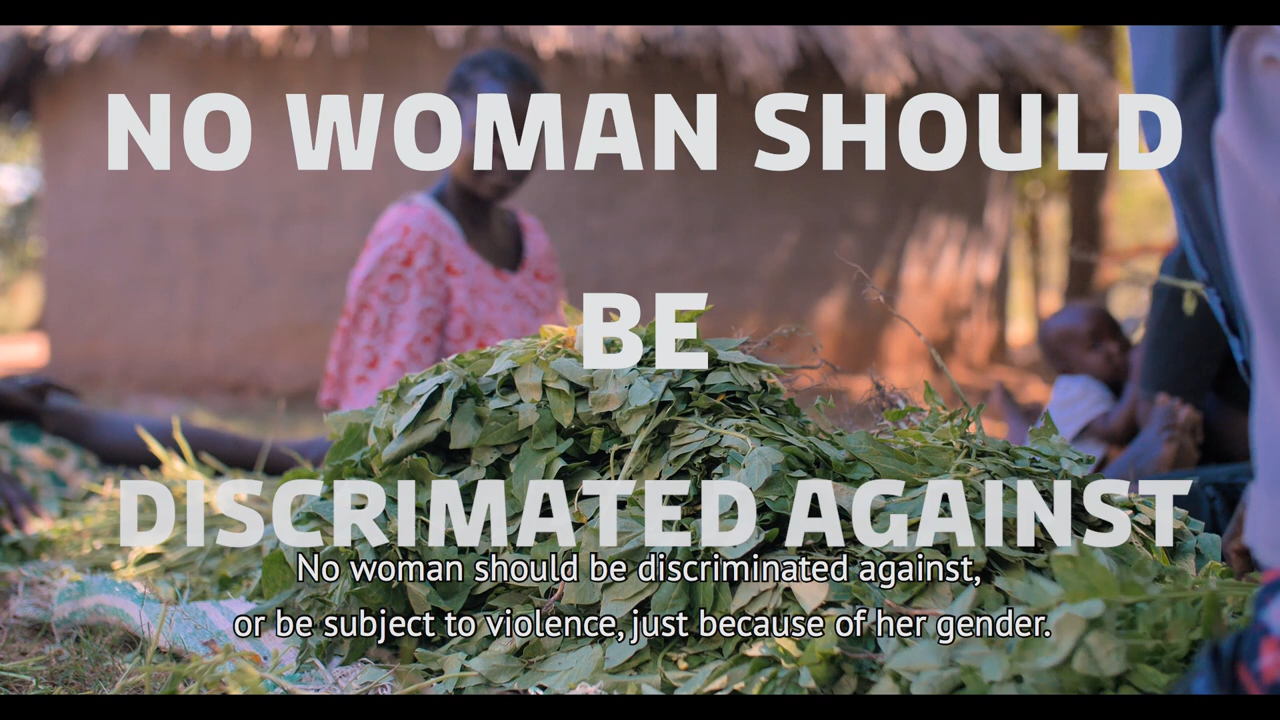 NO WOMAN SHOULD
BE
DISCRIMATED AGAINST
No woman should be discriminated against,
or be subject to violence, just because of her gender.